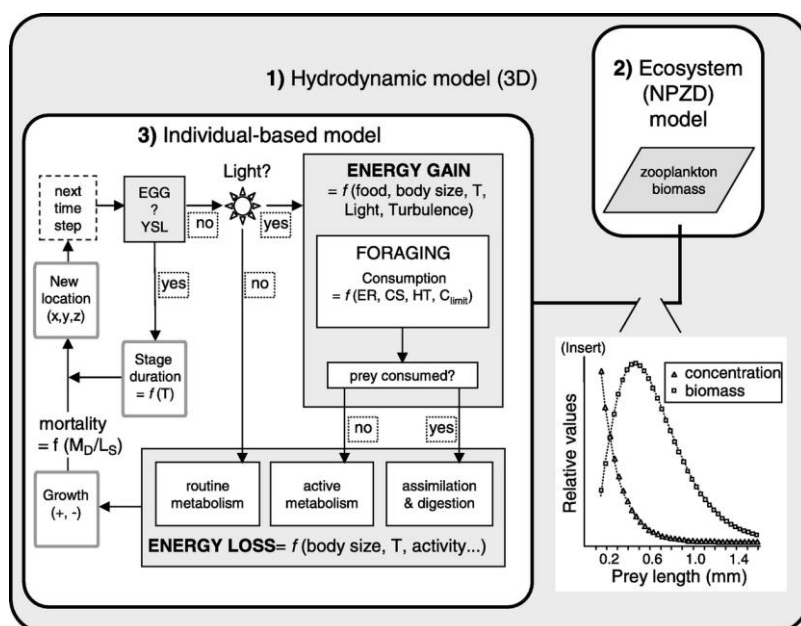 1) Hydrodynamic model (3D)
2) Ecosystem
(NPZD)
model
zooplankton
biomass
3) Individual-based model
next
time
step
EGG
?
YSL
no
Light?
yes
ENERGY GAIN
= f (food, body size, T,
Light, Turbulence)
FORAGING
Consumption
= f (ER, CS, HT, Climit)
prey consumed?
no
yes
yes
no
New
location
(x,y,z)
Stage
duration
= f (T)
mortality
= f (MD/LS)
Growth
(+, -)
routine
metabolism
active
metabolism
assimilation
& digestion
ENERGY LOSS= f (body size, T, activity...)
(Insert)
concentration
biomass
Relative values
0.2 0.6 1.0 1.4
Prey length (mm)